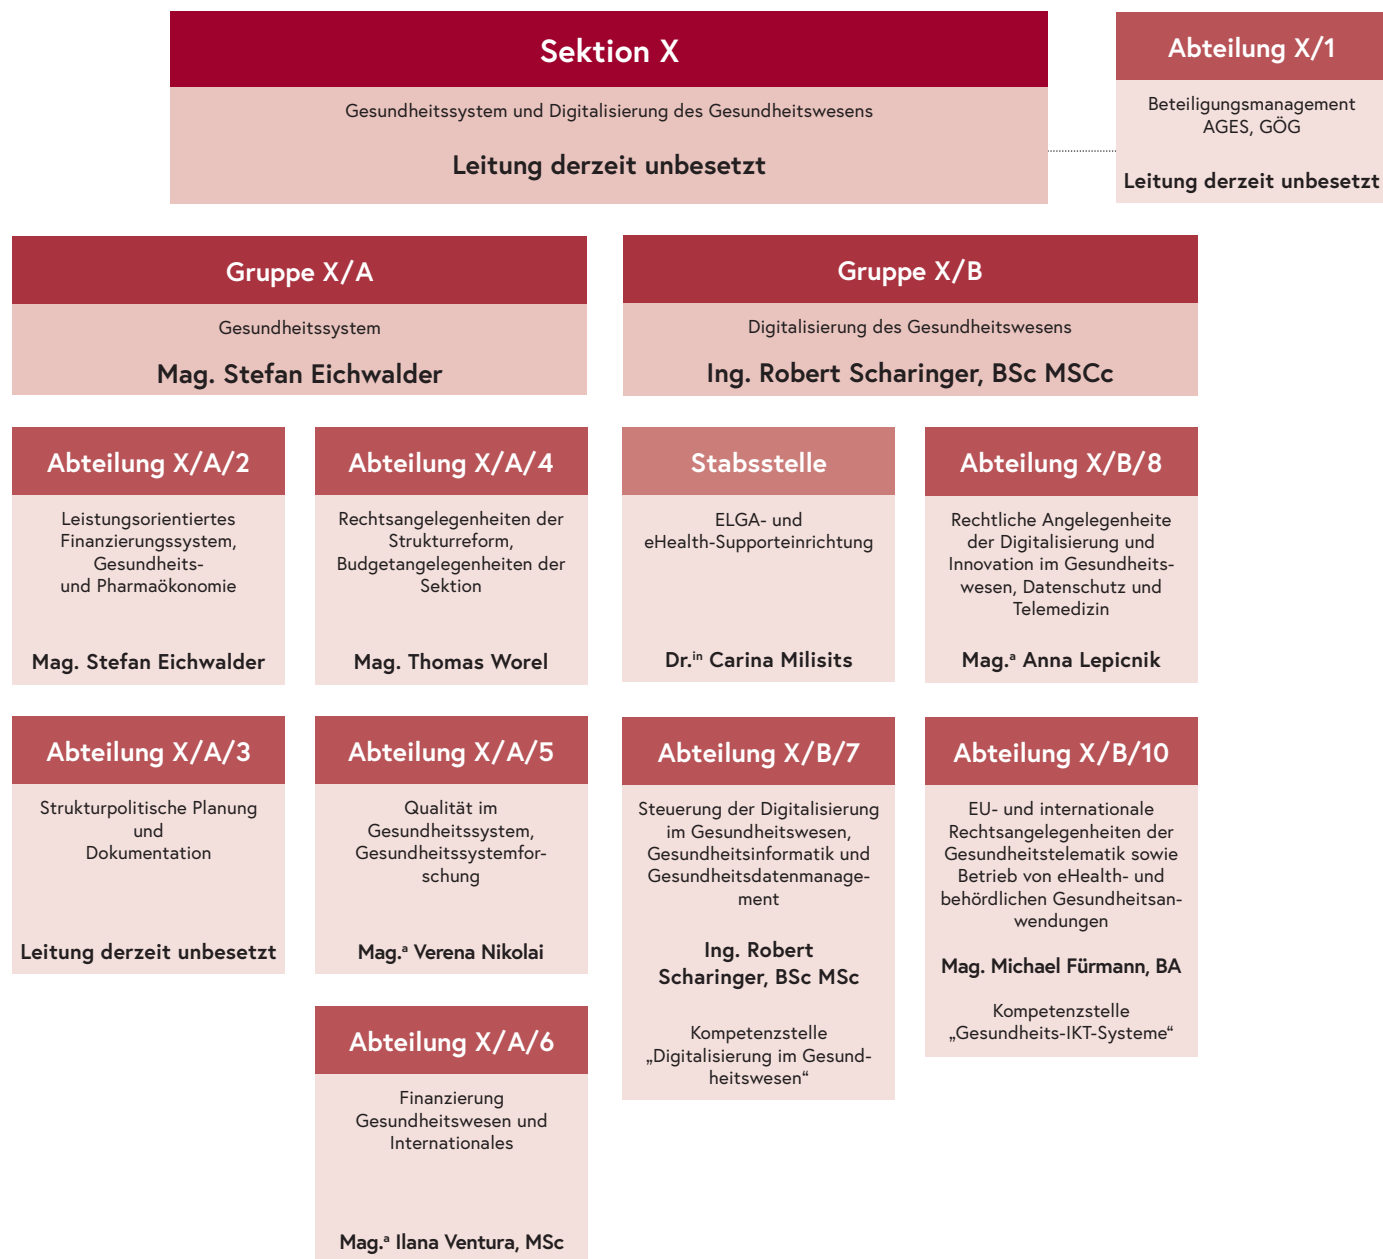 Sektion X
Gesundheitssystem und Digitalisierung des Gesundheitswesens
Leitung derzeit unbesetzt
Abteilung X/1
Beteiligungsmanagement
AGES, GÖG
Leitung derzeit unbesetzt
Gruppe X/A
Gesundheitssystem
Mag. Stefan Eichwalder
Gruppe X/B
Digitalisierung des Gesundheitswesens
Ing. Robert Scharinger, BSc MSCc
Abteilung X/A/2
Leistungsorientiertes
Finanzierungssystem,
Gesundheits-
und Pharmaökonomie
Mag. Stefan Eichwalder
Abteilung X/A/4
Rechtsangelegenheiten der
Strukturreform,
Budgetangelegenheiten der
Sektion
Mag. Thomas Worel
Stabsstelle
ELGA- und
eHealth-Supporteinrichtung
Dr.ⁱⁿ Carina Milisits
Abteilung X/B/8
Rechtliche Angelegenheite
der Digitalisierung und
Innovation im Gesundheits-
wesen, Datenschutz und
Telemedizin
Mag.ᵃ Anna Lepicnik
Abteilung X/A/3
Strukturpolitische Planung
und
Dokumentation
Leitung derzeit unbesetzt
Abteilung X/A/5
Qualität im
Gesundheitssystem,
Gesundheitssystemfor-
schung
Mag.ᵃ Verena Nikolai
Abteilung X/B/7
Steuerung der Digitalisierung
im Gesundheitswesen,
Gesundheitsinformatik und
Gesundheitsdatenmanage-
ment
Ing. Robert
Scharinger, BSc MSc
Kompetenzstelle
„Digitalisierung im Gesund-
heitswesen“
Abteilung X/B/10
EU- und internationale
Rechtsangelegenheiten der
Gesundheitstelematik sowie
Betrieb von eHealth- und
behördlichen Gesundheitsan-
wendungen
Mag. Michael Fürmann, BA
Kompetenzstelle
„Gesundheits-IKT-Systeme“
Abteilung X/A/6
Finanzierung
Gesundheitswesen und
Internationales
Mag.ᵃ Ilana Ventura, MSc